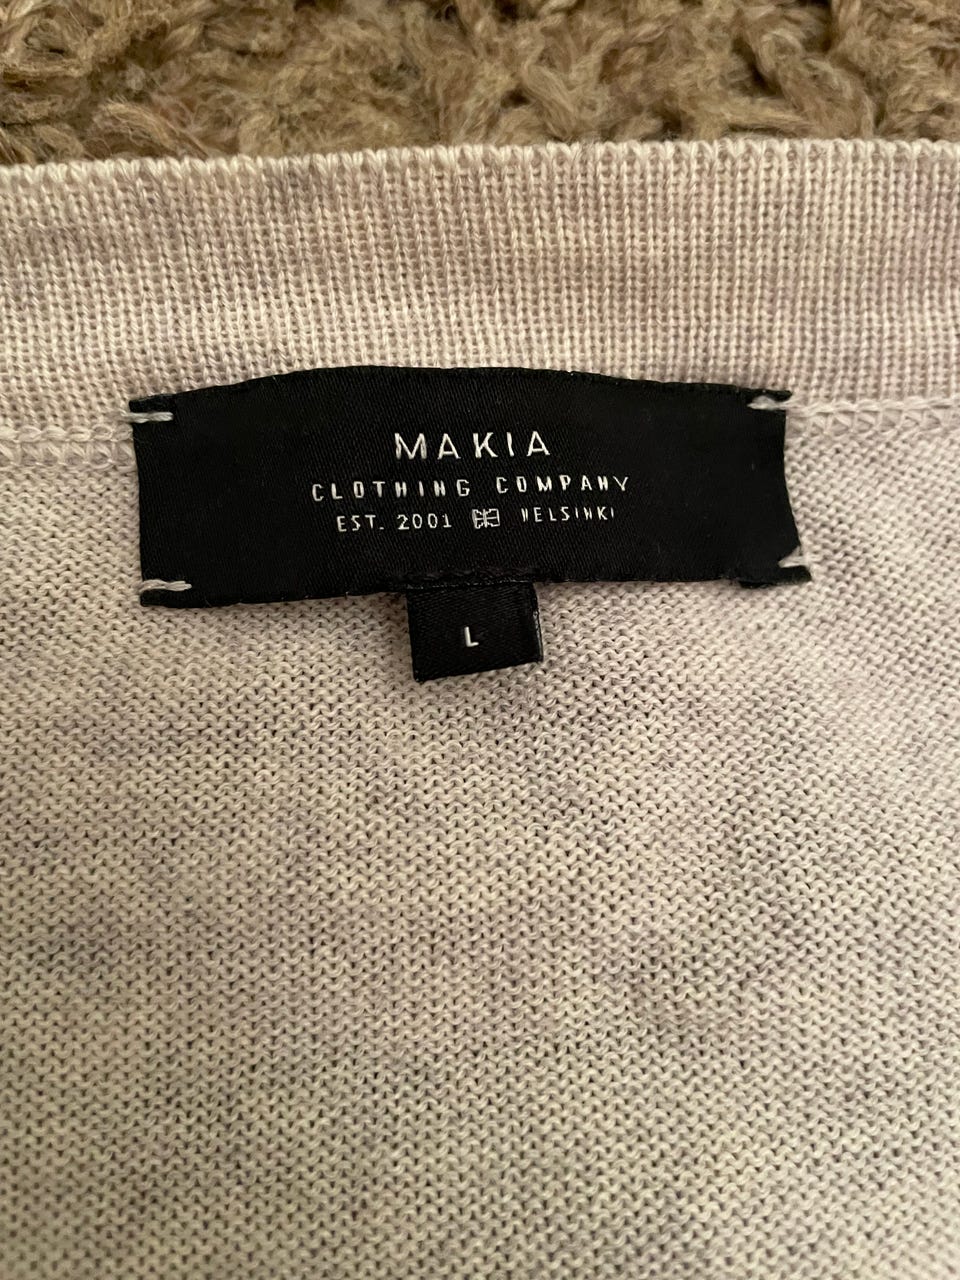 MAKIA
CLOTHING COMPANY
EST. 2001 HELSINKI
L